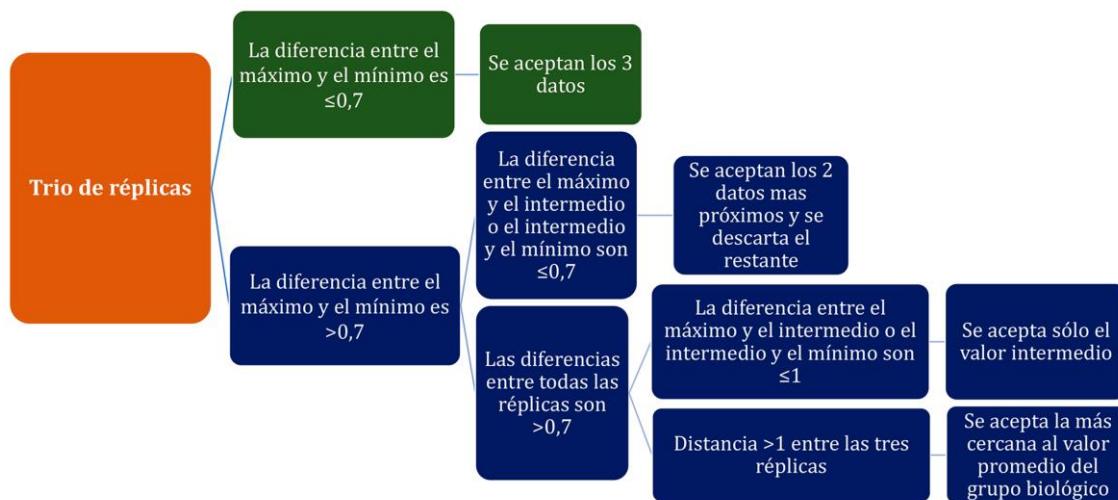 Trio de réplicas
La diferencia entre el
máximo y el mínimo es
≤0,7
Se aceptan los 3
datos
La diferencia entre el
máximo y el mínimo es
>0,7
La diferencia
entre el máximo
y el intermedio
o el intermedio
y el mínimo son
≤0,7
Se aceptan los 2
datos mas
próximos y se
descarta el
restante
Las diferencias
entre todas las
réplicas son
>0,7
La diferencia entre el
máximo y el intermedio o el
intermedio y el mínimo son
≤1
Se acepta sólo el
valor intermedio
Distancia >1 entre las tres
réplicas
Se acepta la más
cercana al valor
promedio del
grupo biológico